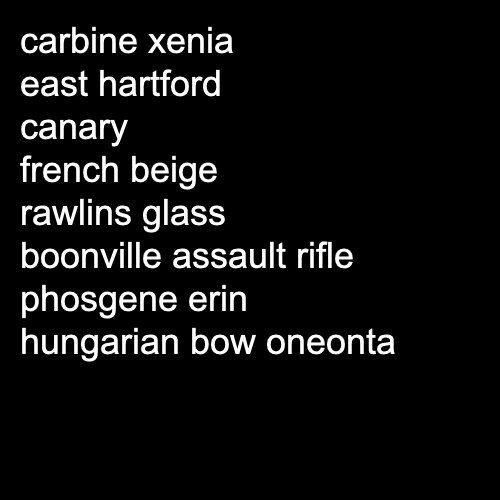 carbine xenia
east hartford
canary
french beige
rawlins glass
boonville assault rifle
phosgene erin
hungarian bow oneonta